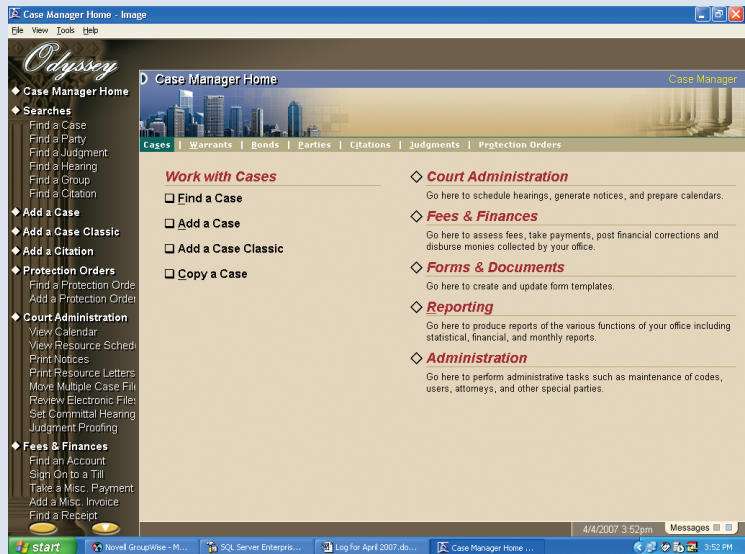 Case Manager Home - Image
File View Tools Help
Odyssey
Case Manager Home
Case Manager
Cases | Warrants | Bonds | Parties | Citations | Judgments | Protection Orders
Case Manager Home
Searches
Find a Case
Find a Party
Find a Judgment
Find a Hearing
Find a Group
Find a Citation
Add a Case
Add a Case Classic
Add a Citation
Protection Orders
Find a Protection Orde
Add a Protection Order
Court Administration
View Calendar
View Resource Schedu
Print Notices
Print Resource Letters
Move Multiple Case File
Review Electronic Files
Set Committal Hearing
Judgment Proofing
Fees & Finances
Find an Account
Sign On to a Till
Take a Misc. Payment
Add a Misc. Invoice
Find a Receipt
Work with Cases
Find a Case
Add a Case
Add a Case Classic
Copy a Case
Court Administration
Go here to schedule hearings, generate notices, and prepare calendars.
Fees & Finances
Go here to assess fees, take payments, post financial corrections and
disburse monies collected by your office.
Forms & Documents
Go here to create and update form templates.
Reporting
Go here to produce reports of the various functions of your office including
statistical, financial, and monthly reports.
Administration
Go here to perform administrative tasks such as maintenance of codes,
users, attorneys, and other special parties.
4/4/2007 3:52pm Messages
start Novell GroupWise - M... SQL Server Enterpris... Log for April 2007.do... Case Manager Home ... 3:52 PM